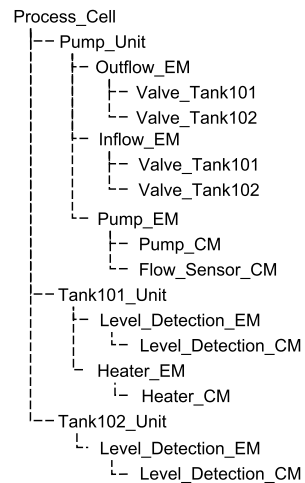 Process_Cell
Pump_Unit
Outflow_EM
Valve_Tank101
Valve_Tank102
Inflow_EM
Valve_Tank101
Valve_Tank102
Pump_EM
Pump_CM
Flow_Sensor_CM
Tank101_Unit
Level_Detection_EM
Level_Detection_CM
Heater_EM
Heater_CM
Tank102_Unit
Level_Detection_EM
Level_Detection_CM